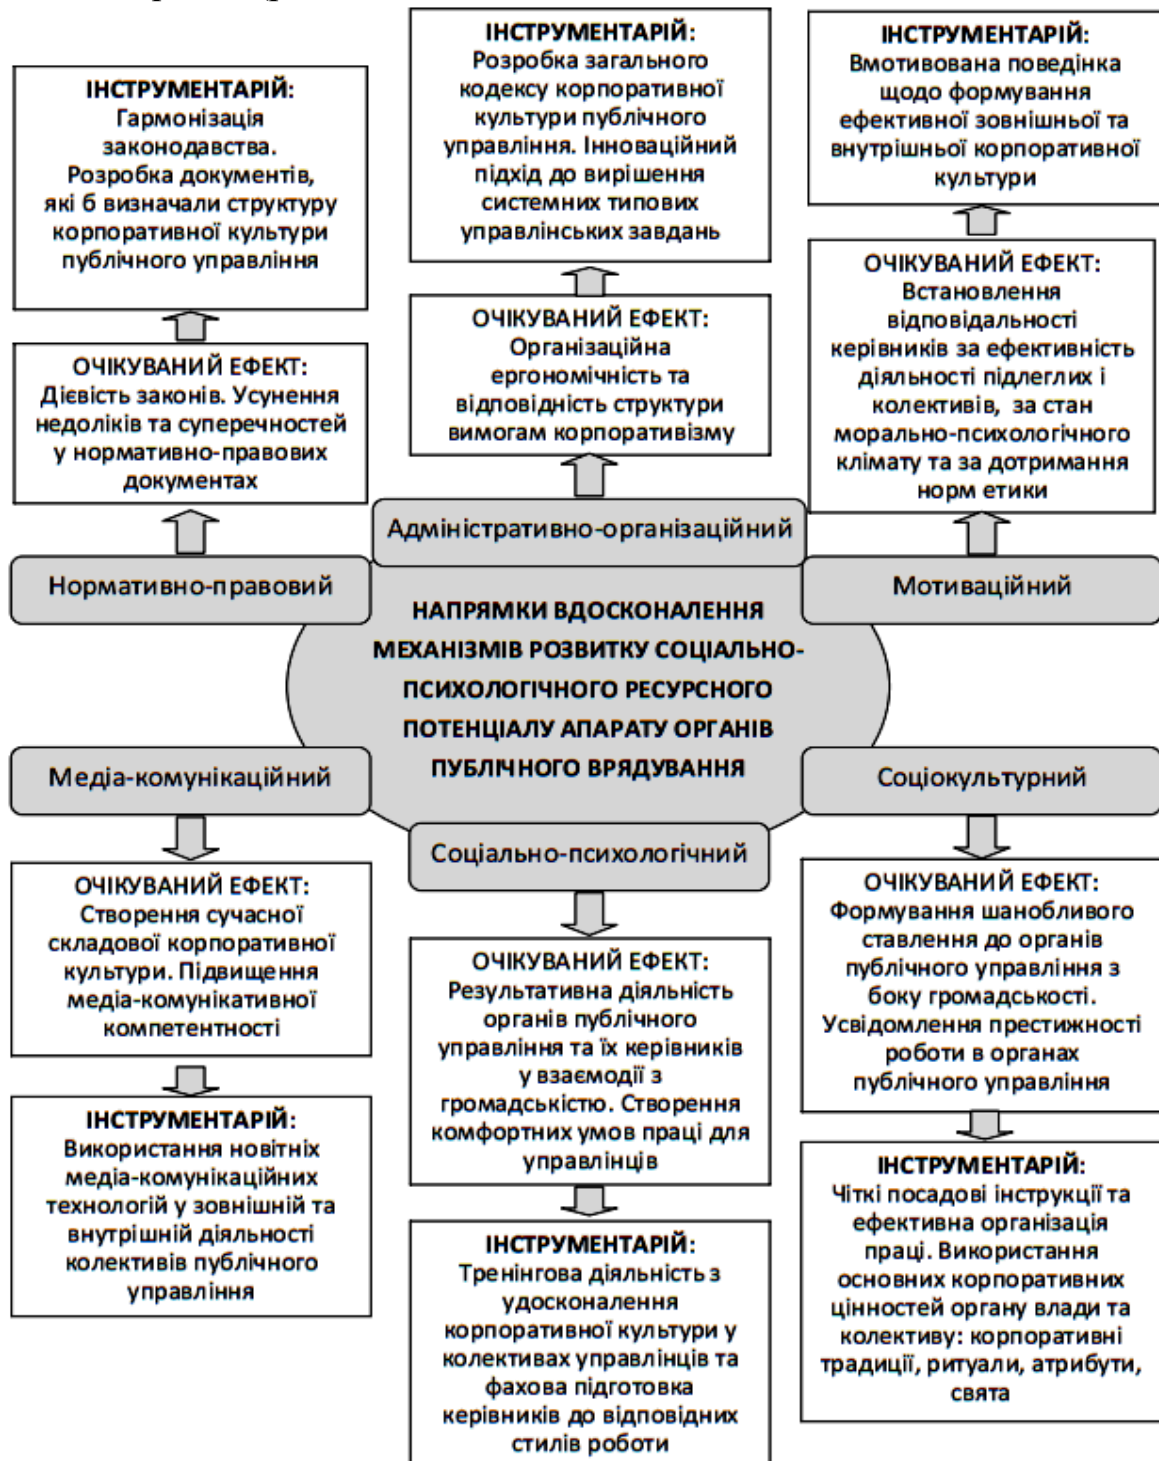 ІНСТРУМЕНТАРІЙ:
Гармонізація
законодавства.
Розробка документів,
які б визначали структуру
корпоративної культури
публічного управління
ОЧІКУВАНИЙ ЕФЕКТ:
Дієвість законів. Усунення
недоліків та суперечностей
у нормативно-правових
документах
Нормативно-правовий
ІНСТРУМЕНТАРІЙ:
Розробка загального
кодексу корпоративної
культури публічного
управління. Інноваційний
підхід до вирішення
системних типових
управлінських завдань
ОЧІКУВАНИЙ ЕФЕКТ:
Організаційна
ергономічність та
відповідність структури
вимогам корпоративізму
Адміністративно-організаційний
ІНСТРУМЕНТАРІЙ:
Вмотивована поведінка
щодо формування
ефективної зовнішньої та
внутрішньої корпоративної
культури
ОЧІКУВАНИЙ ЕФЕКТ:
Встановлення
відповідальності
керівників за ефективність
діяльності підлеглих і
колективів, за стан
морально-психологічного
клімату та за дотримання
норм етики
Мотиваційний
НАПРЯМКИ ВДОСКОНАЛЕННЯ
МЕХАНІЗМІВ РОЗВИТКУ СОЦІАЛЬНО-
ПСИХОЛОГІЧНОГО РЕСУРСНОГО
ПОТЕНЦІАЛУ АПАРАТУ ОРГАНІВ
ПУБЛІЧНОГО ВРЯДУВАННЯ
Медіа-комунікаційний
ОЧІКУВАНИЙ ЕФЕКТ:
Створення сучасної
складової корпоративної
культури. Підвищення
медіа-комунікативної
компетентності
ІНСТРУМЕНТАРІЙ:
Використання новітніх
медіа-комунікаційних
технологій у зовнішній та
внутрішній діяльності
колективів публічного
управління
Соціально-психологічний
ОЧІКУВАНИЙ ЕФЕКТ:
Результативна діяльність
органів публічного
управління та їх керівників
у взаємодії з
громадськістю. Створення
комфортних умов праці для
управлінців
ІНСТРУМЕНТАРІЙ:
Тренінгова діяльність з
удосконалення
корпоративної культури у
колективах управлінців та
фахова підготовка
керівників до відповідних
стилів роботи
Соціокультурний
ОЧІКУВАНИЙ ЕФЕКТ:
Формування шанобливого
ставлення до органів
публічного управління з
боку громадськості.
Усвідомлення престижності
роботи в органах
публічного управління
ІНСТРУМЕНТАРІЙ:
Чіткі посадові інструкції та
ефективна організація
праці. Використання
основних корпоративних
цінностей органу влади та
колективу: корпоративні
традиції, ритуали, атрибути,
свята